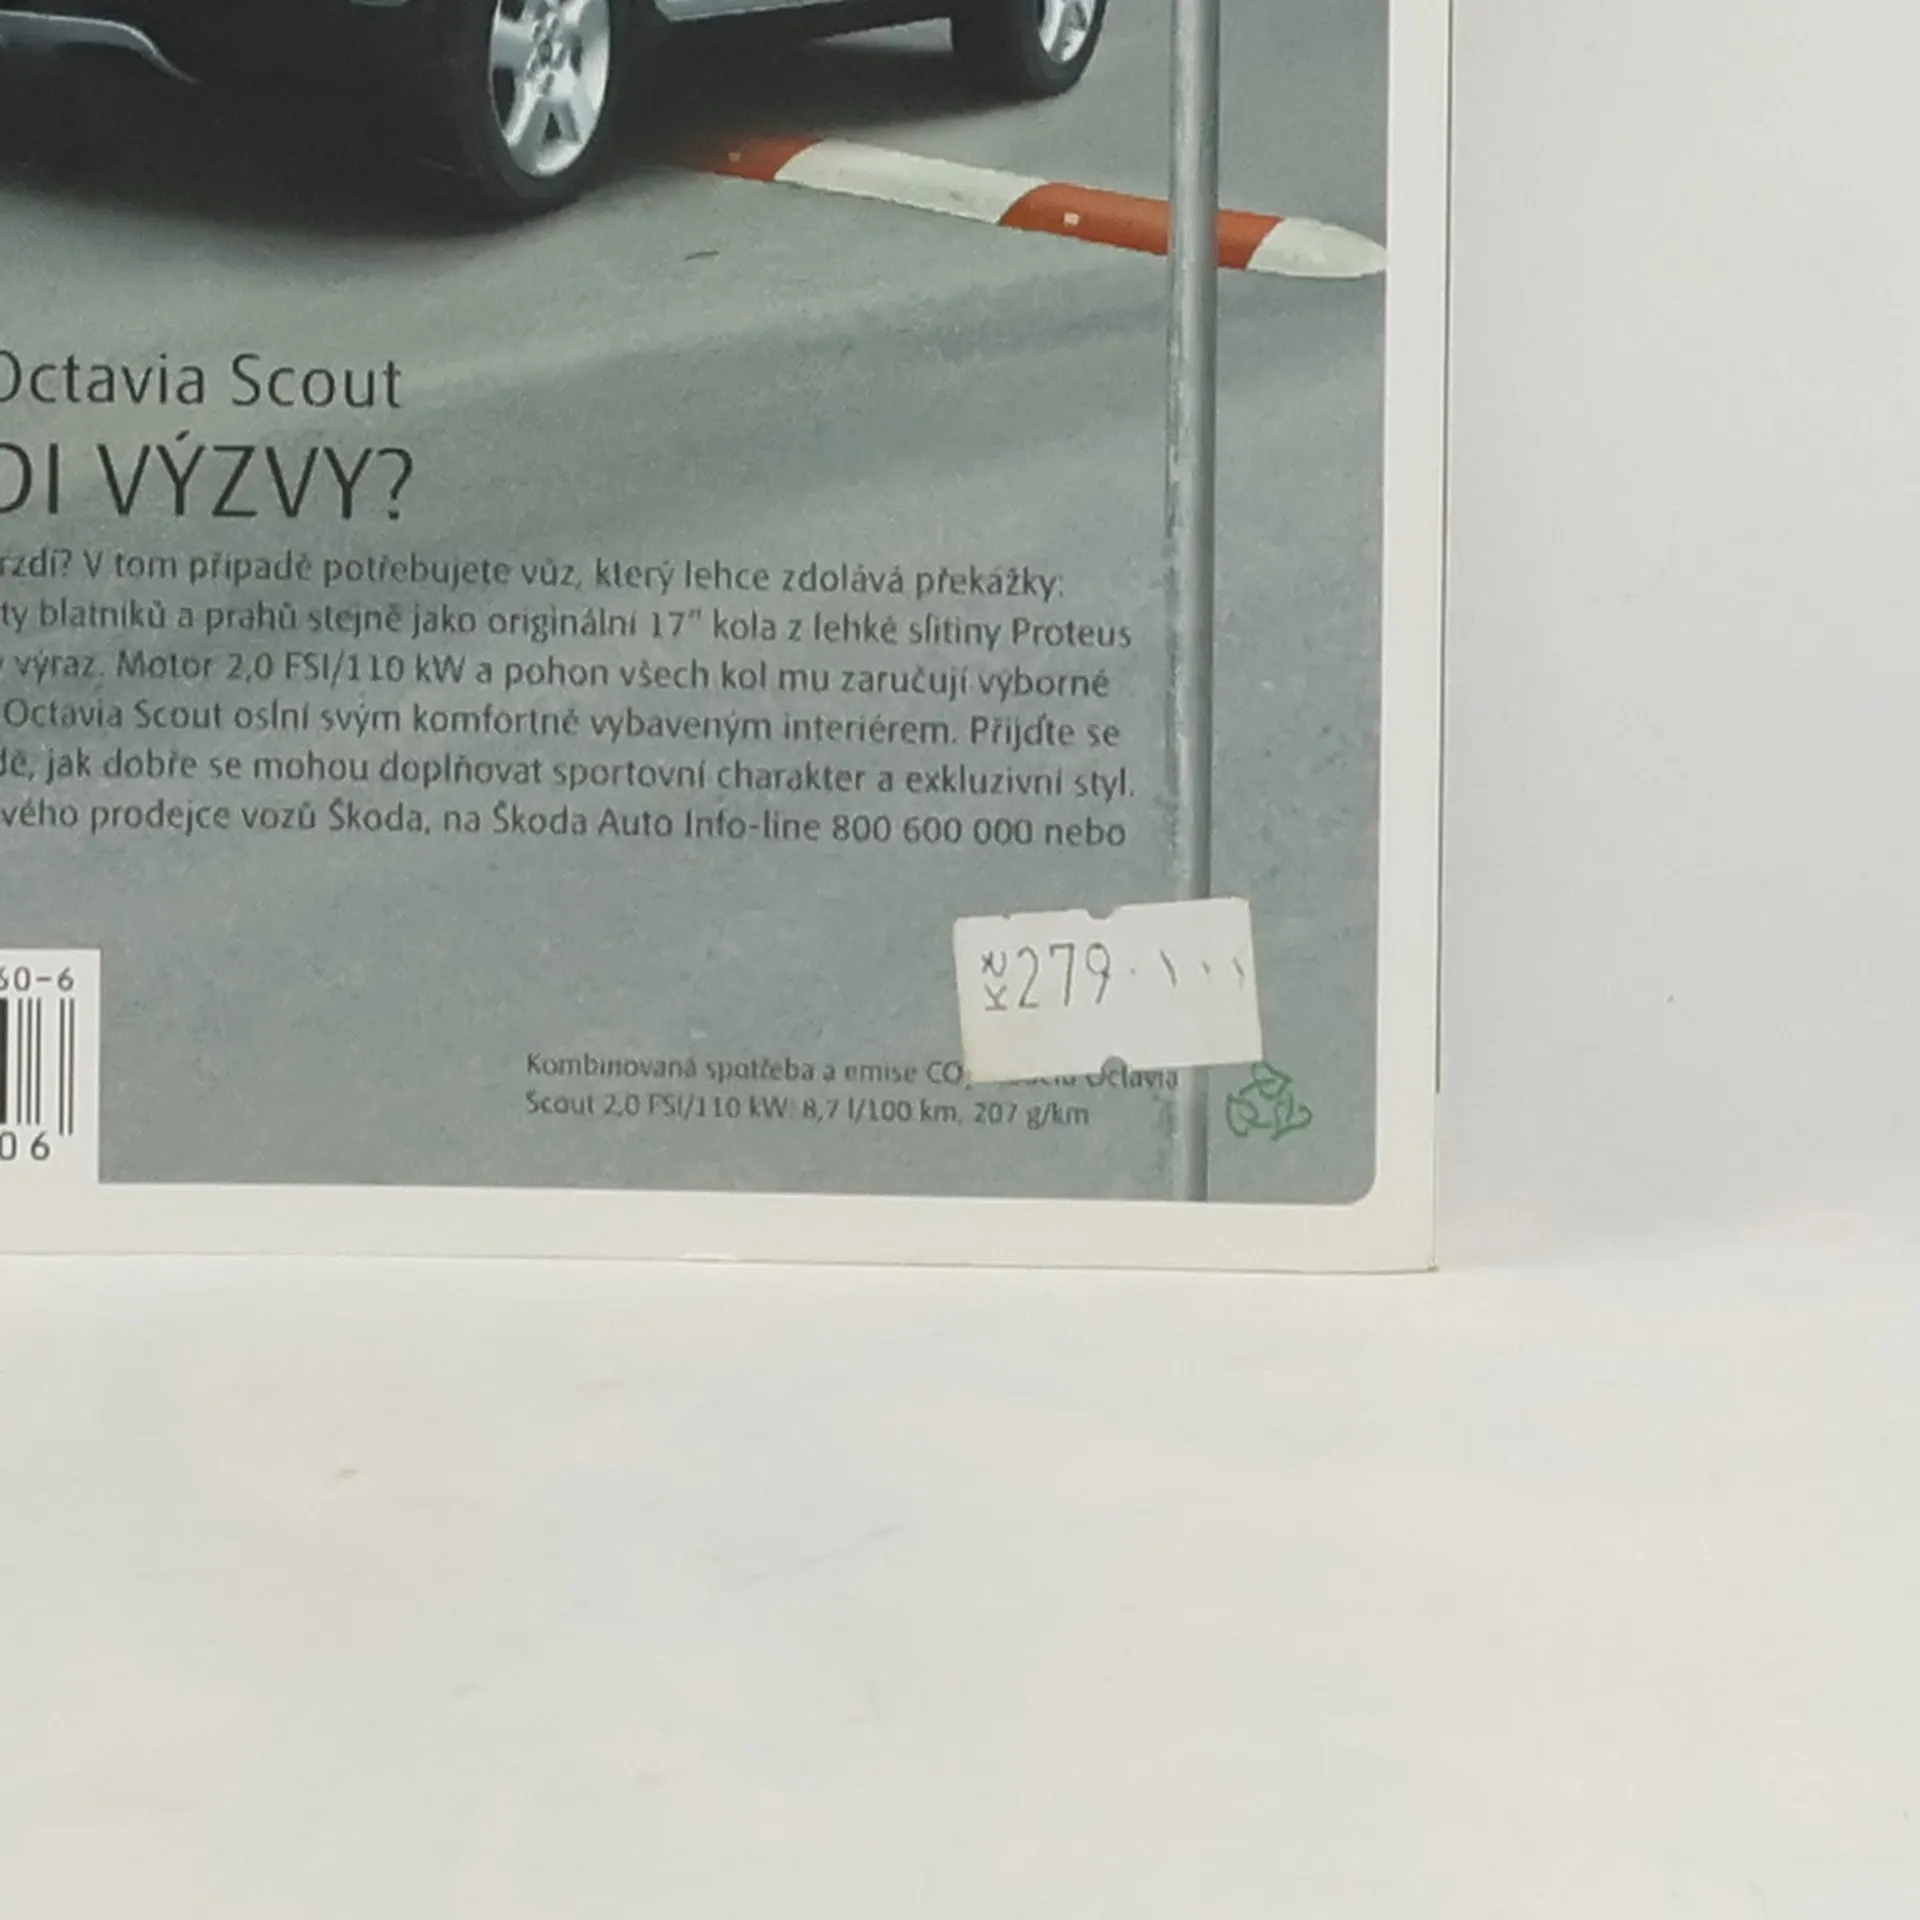 Octavia Scout
DI VÝZVY?
rzdí? V tom případě potřebujete vůz, který lehce zdolává překážky:
ty blatníků a prahů stejně jako originální 17" kola z lehké slitiny Proteus
výraz. Motor 2,0 FSI/110 kW a pohon všech kol mu zaručují výborné
Octavia Scout oslní svým komfortně vybaveným interiérem. Přijďte se
dě, jak dobře se mohou doplňovat sportovní charakter a exkluzivní styl.
vého prodejce vozů Škoda, na Škoda Auto Info-line 800 600 000 nebo
60-6
06
Kč 279
Kombinovaná spotřeba a emise CO₂ Octavia
Scout 2,0 FSI/110 kW: 8,7 l/100 km, 207 g/km